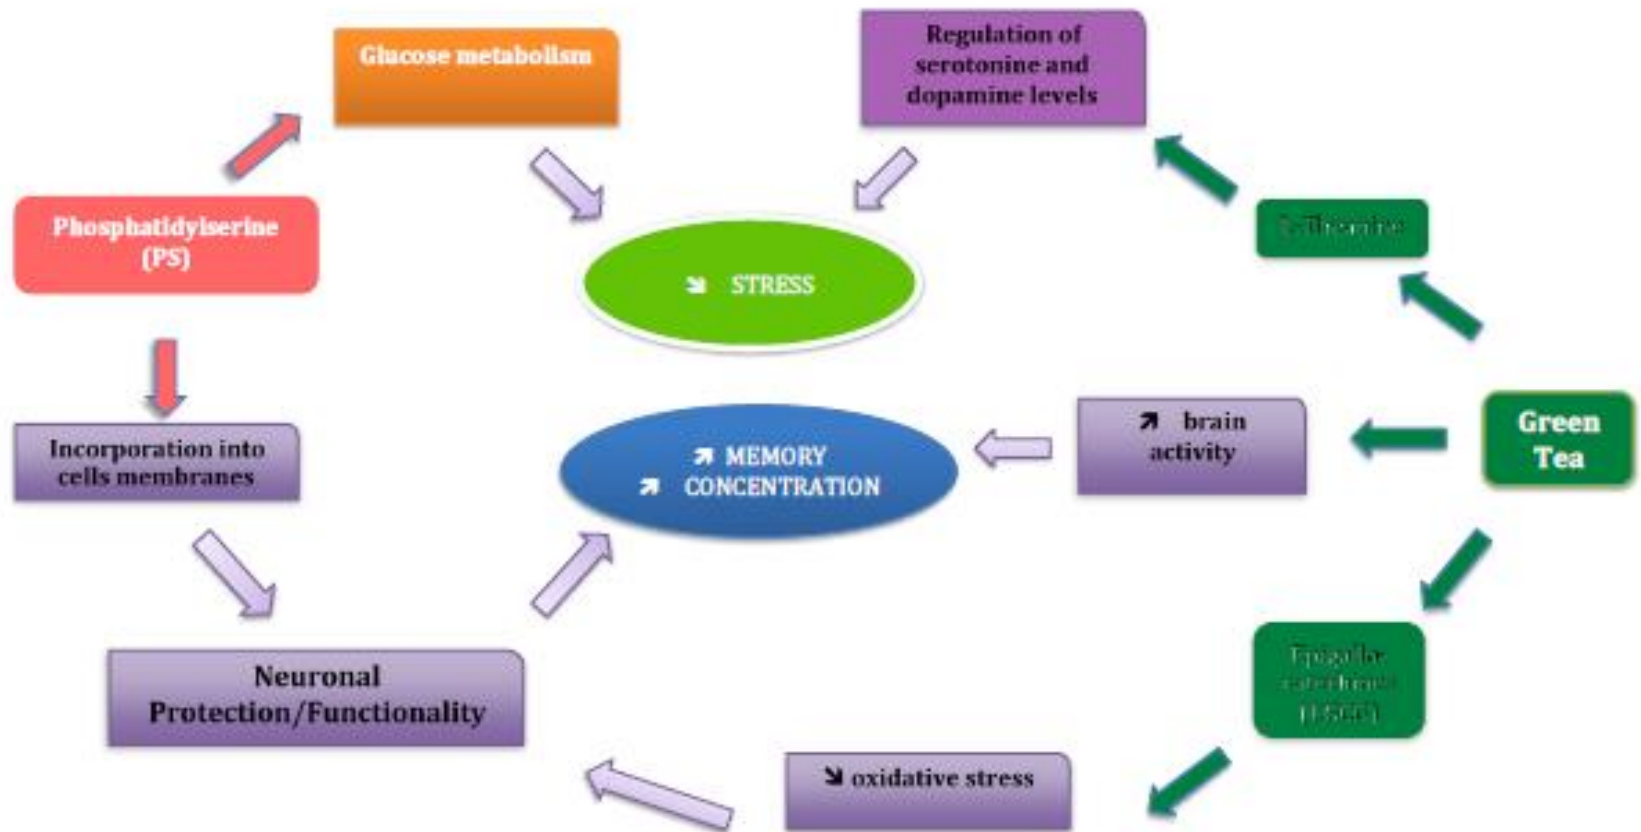 Glucose metabolism
Regulation of
serotonine and
dopamine levels
Phosphatidylserine
(PS)
L-Theanine
↘ STRESS
Incorporation into
cells membranes
↗ MEMORY
↗ CONCENTRATION
↗ brain
activity
Green
Tea
Neuronal
Protection/Functionality
↘ oxidative stress